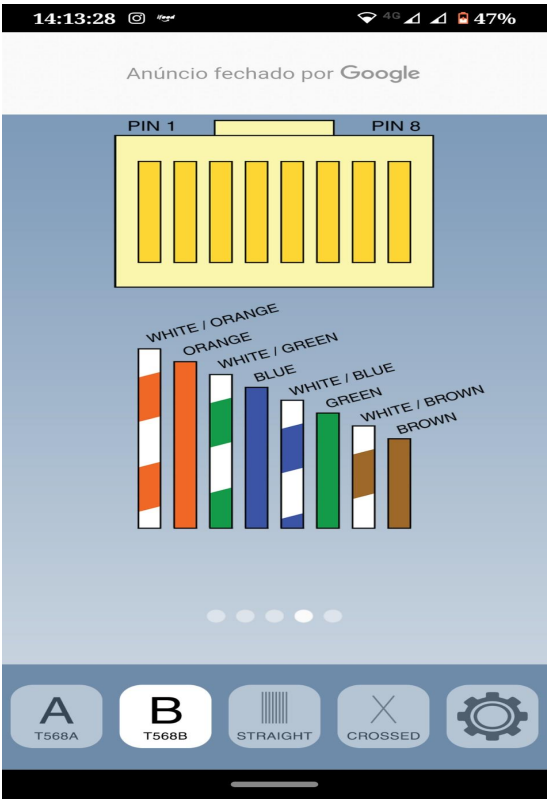 14:13:28 ifood 4G 47%
Anúncio fechado por Google
PIN 1 PIN 8
WHITE / ORANGE
ORANGE
WHITE / GREEN
BLUE
WHITE / BLUE
GREEN
WHITE / BROWN
BROWN
A B X
T568A T568B STRAIGHT CROSSED